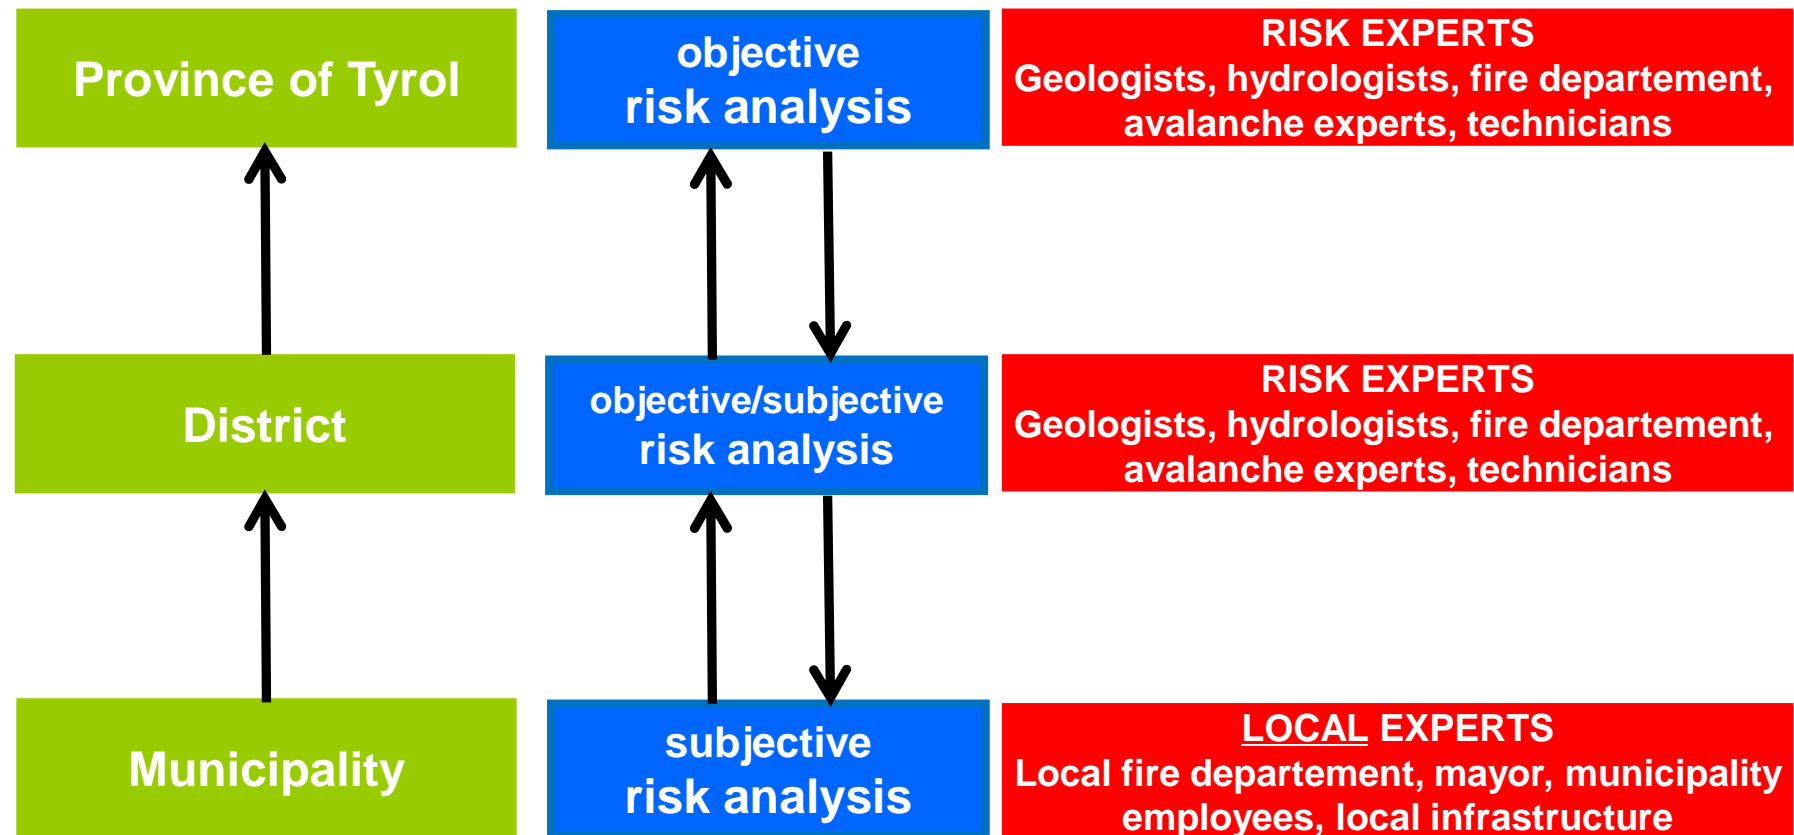 Province of Tyrol
objective
risk analysis
RISK EXPERTS
Geologists, hydrologists, fire departement,
avalanche experts, technicians
District
objective/subjective
risk analysis
RISK EXPERTS
Geologists, hydrologists, fire departement,
avalanche experts, technicians
Municipality
subjective
risk analysis
LOCAL EXPERTS
Local fire departement, mayor, municipality
employees, local infrastructure